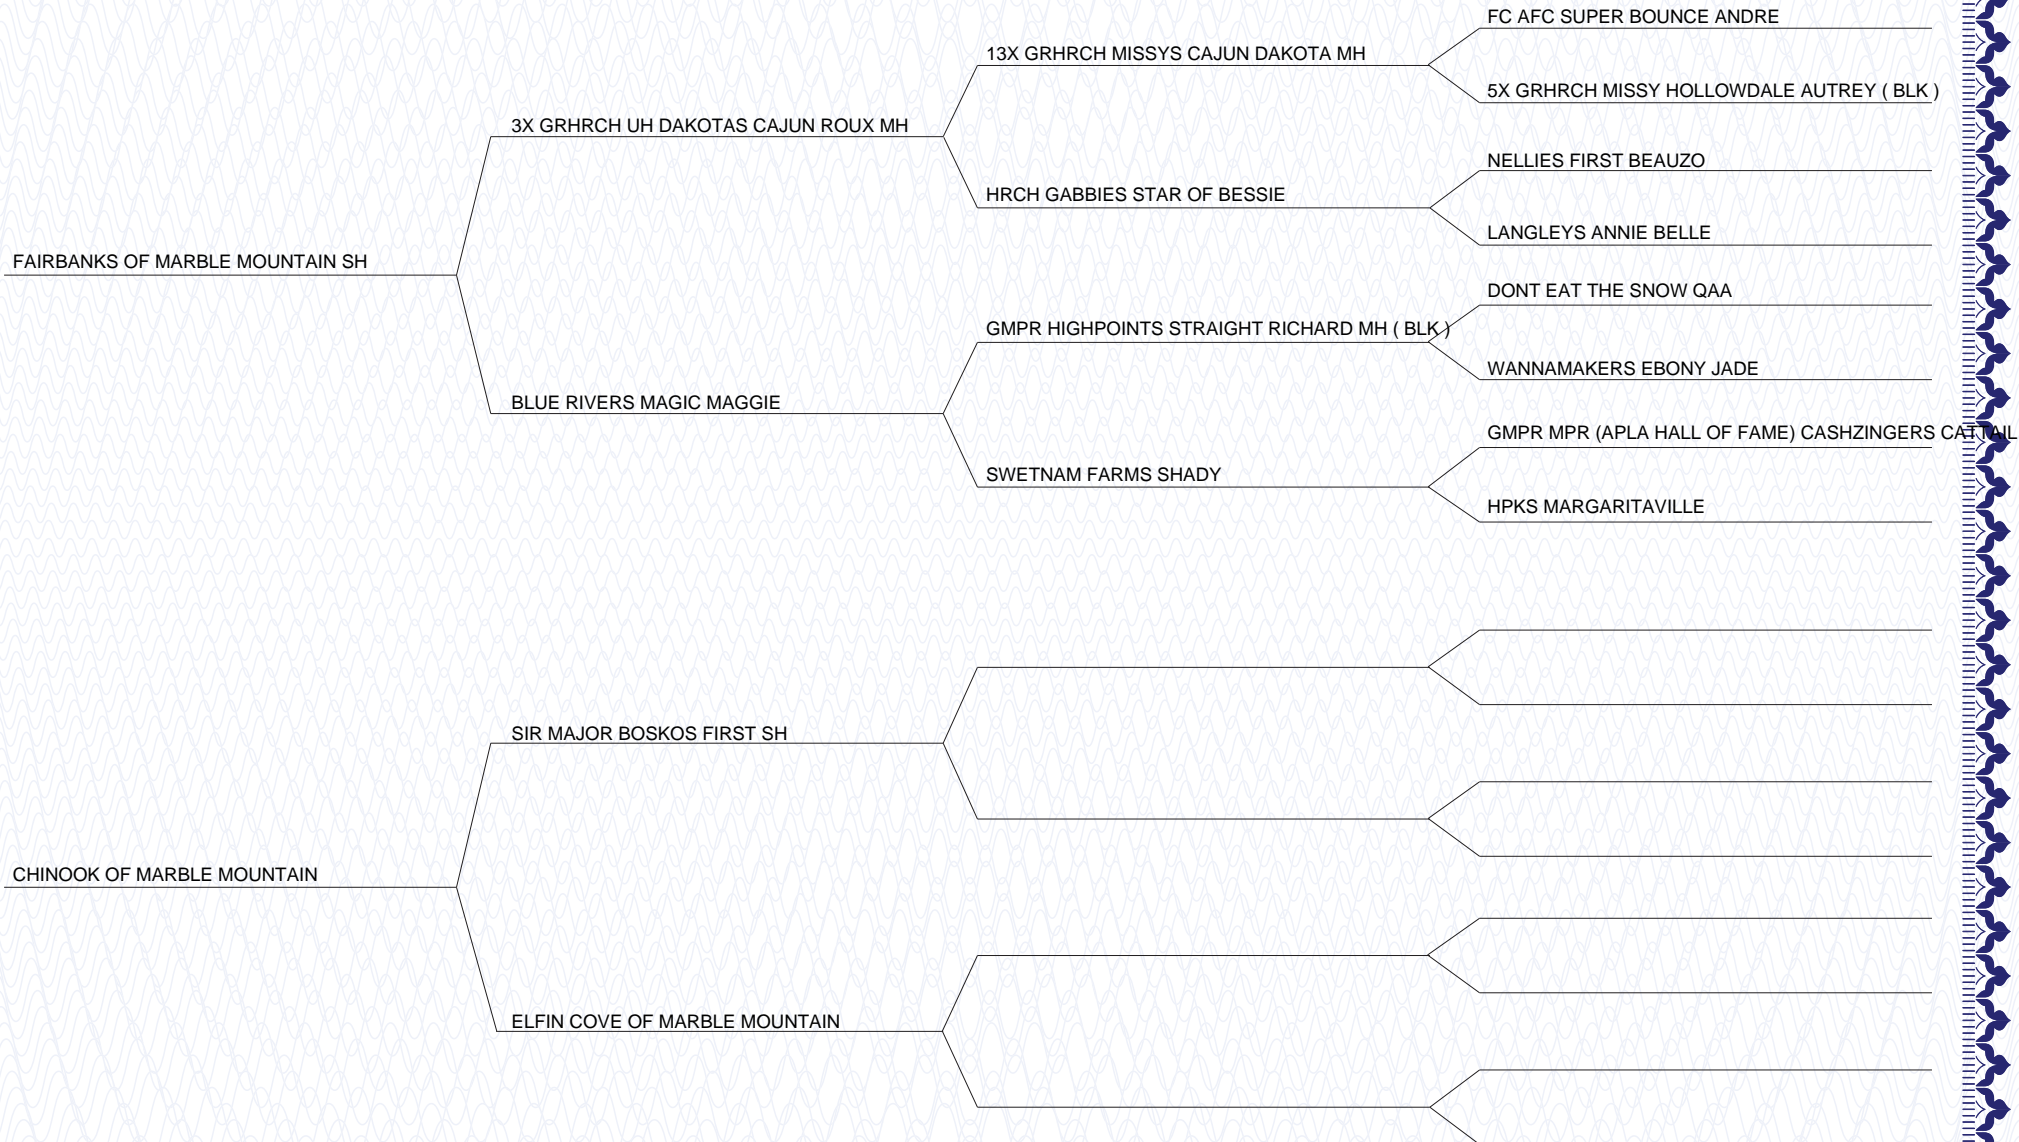 FC AFC SUPER BOUNCE ANDRE
13X GRHRCH MISSYS CAJUN DAKOTA MH
5X GRHRCH MISSY HOLLOWDALE AUTREY ( BLK )
3X GRHRCH UH DAKOTAS CAJUN ROUX MH
NELLIES FIRST BEAUZO
HRCH GABBIES STAR OF BESSIE
LANGLEYS ANNIE BELLE
FAIRBANKS OF MARBLE MOUNTAIN SH
DONT EAT THE SNOW QAA
GMPR HIGHPOINTS STRAIGHT RICHARD MH ( BLK )
WANNAMAKERS EBONY JADE
BLUE RIVERS MAGIC MAGGIE
GMPR MPR (APLA HALL OF FAME) CASHZINGERS CATTAIL
SWETNAM FARMS SHADY
HPKS MARGARITAVILLE
SIR MAJOR BOSKOS FIRST SH
CHINOOK OF MARBLE MOUNTAIN
ELFIN COVE OF MARBLE MOUNTAIN